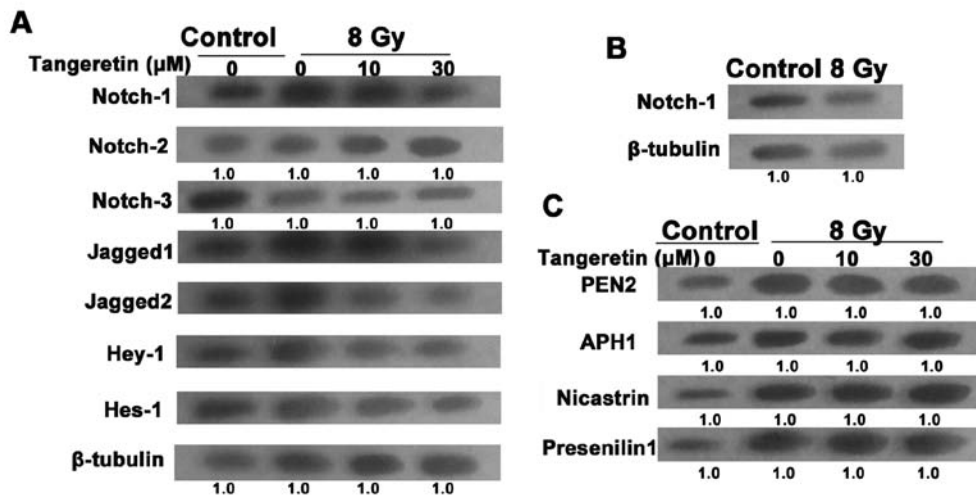 A
Control 8 Gy
Tangeretin (μM) 0 0 10 30
Notch-1
Notch-2
1.0 1.0 1.0 1.0
Notch-3
1.0 1.0 1.0 1.0
Jagged1
Jagged2
Hey-1
Hes-1
β-tubulin
1.0 1.0 1.0 1.0
B
Control 8 Gy
Notch-1
β-tubulin
1.0 1.0
C
Control 8 Gy
Tangeretin (μM) 0 0 10 30
PEN2
1.0 1.0 1.0 1.0
APH1
1.0 1.0 1.0 1.0
Nicastrin
1.0 1.0 1.0 1.0
Presenilin1
1.0 1.0 1.0 1.0